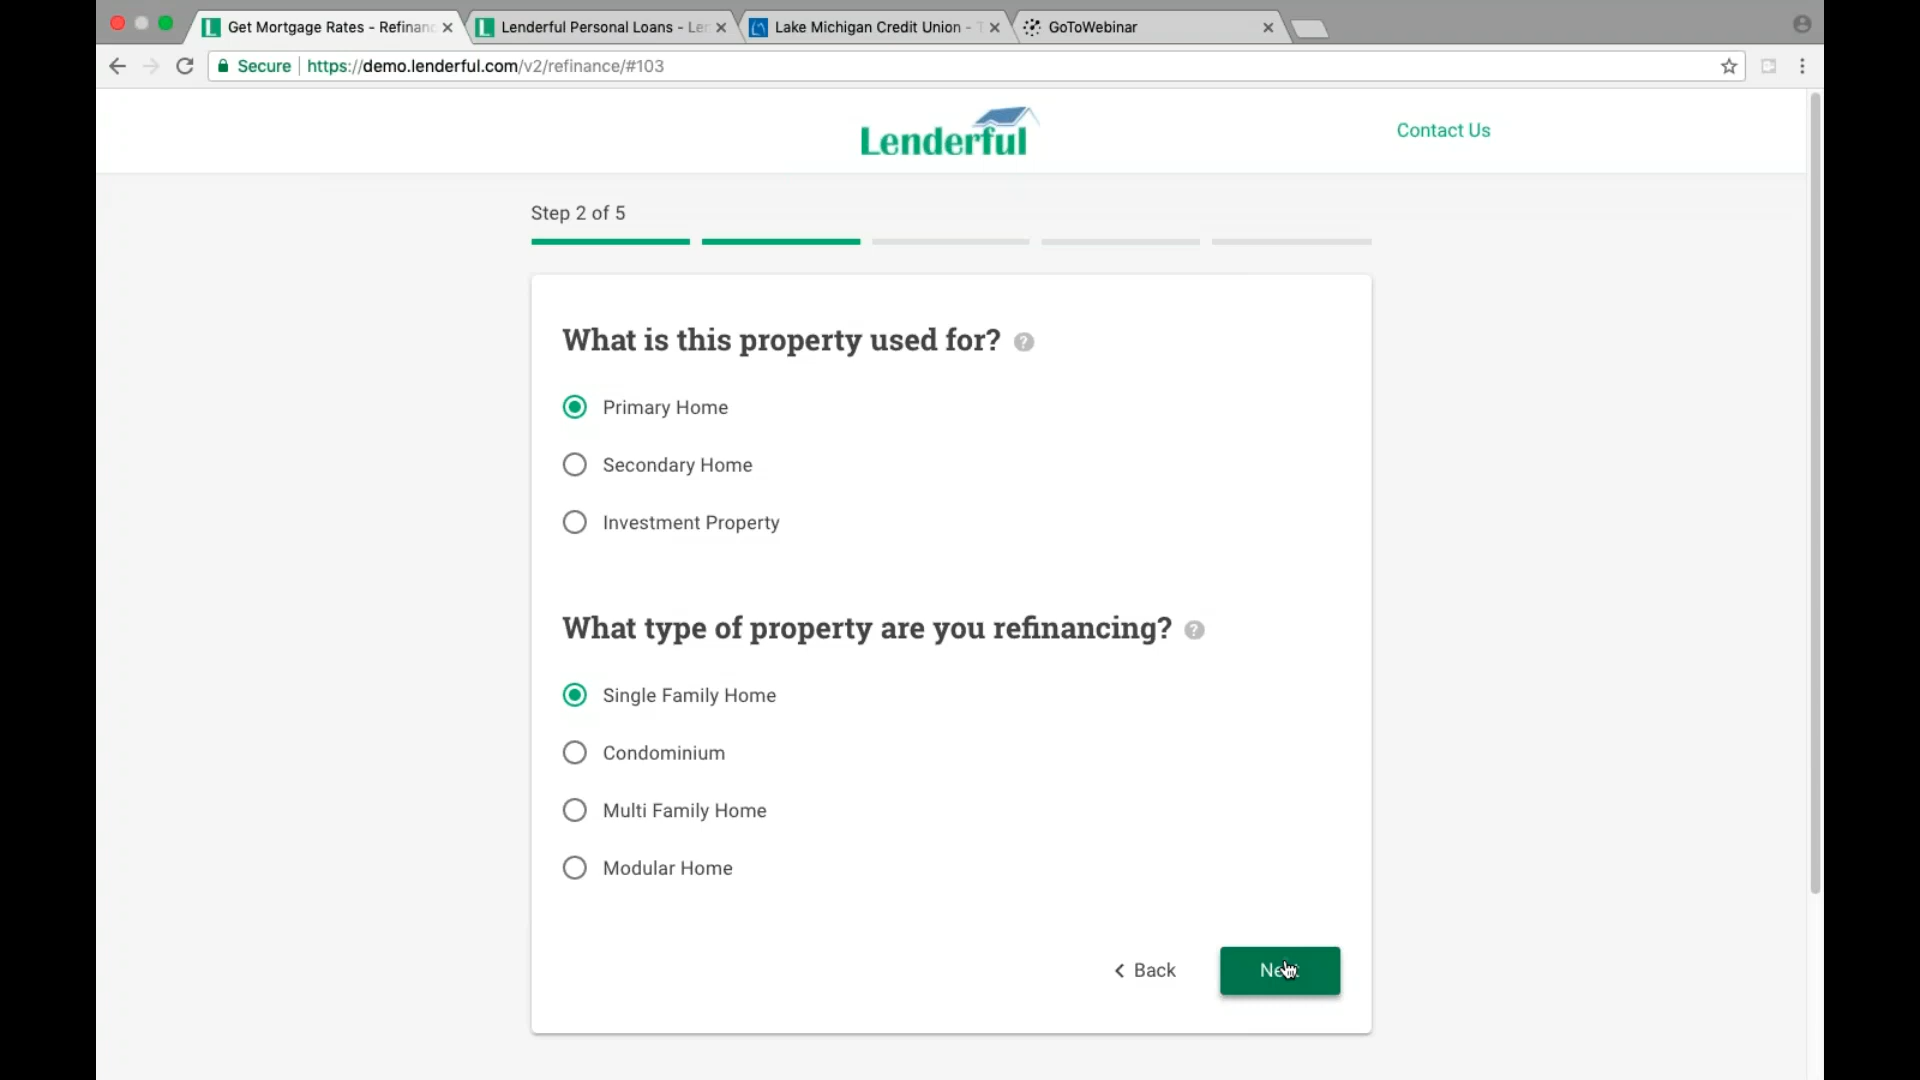 Get Mortgage Rates - Refinanc
Lenderful Personal Loans - Len
Lake Michigan Credit Union - T
GoToWebinar
Secure
https://demo.lenderful.com/v2/refinance/#103
Lenderful
Contact Us
Step 2 of 5
What is this property used for?
Primary Home
Secondary Home
Investment Property
What type of property are you refinancing?
Single Family Home
Condominium
Multi Family Home
Modular Home
Back